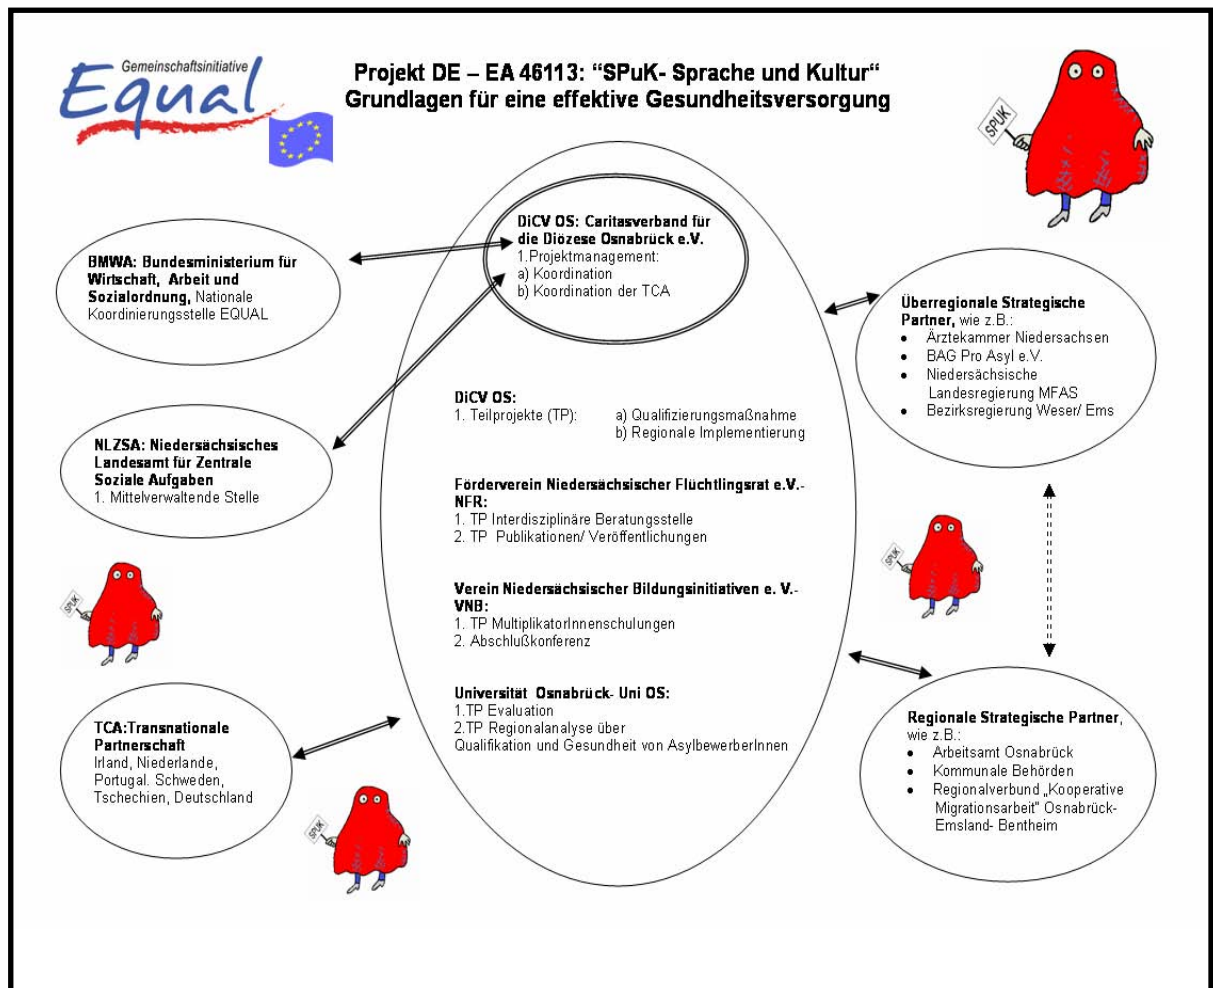 Gemeinschaftsinitiative
Equal
Projekt DE – EA 46113: “SPuK- Sprache und Kultur“
Grundlagen für eine effektive Gesundheitsversorgung
SPUK
DiCV OS: Caritasverband für
die Diözese Osnabrück e.V.
1.Projektmanagement:
a) Koordination
b) Koordination der TCA
BMWA: Bundesministerium für
Wirtschaft, Arbeit und
Sozialordnung, Nationale
Koordinierungsstelle EQUAL
Überregionale Strategische
Partner, wie z.B.:
• Ärztekammer Niedersachsen
• BAG Pro Asyl e.V.
• Niedersächsische
Landesregierung MFAS
• Bezirksregierung Weser/ Ems
DiCV OS:
1. Teilprojekte (TP): a) Qualifizierungsmaßnahme
b) Regionale Implementierung
NLZSA: Niedersächsisches
Landesamt für Zentrale
Soziale Aufgaben
1. Mittelverwaltende Stelle
Förderverein Niedersächsischer Flüchtlingsrat e.V.-
NFR:
1. TP Interdisziplinäre Beratungsstelle
2. TP Publikationen/ Veröffentlichungen
SPUK
SPUK
Verein Niedersächsischer Bildungsinitiativen e. V.-
VNB:
1. TP MultiplikatorInnenschulungen
2. Abschlußkonferenz
Universität Osnabrück- Uni OS:
1.TP Evaluation
2.TP Regionalanalyse über
Qualifikation und Gesundheit von AsylbewerberInnen
TCA:Transnationale
Partnerschaft
Irland, Niederlande,
Portugal. Schweden,
Tschechien, Deutschland
Regionale Strategische Partner,
wie z.B.:
• Arbeitsamt Osnabrück
• Kommunale Behörden
• Regionalverbund „Kooperative
Migrationsarbeit" Osnabrück-
Emsland- Bentheim
SPUK